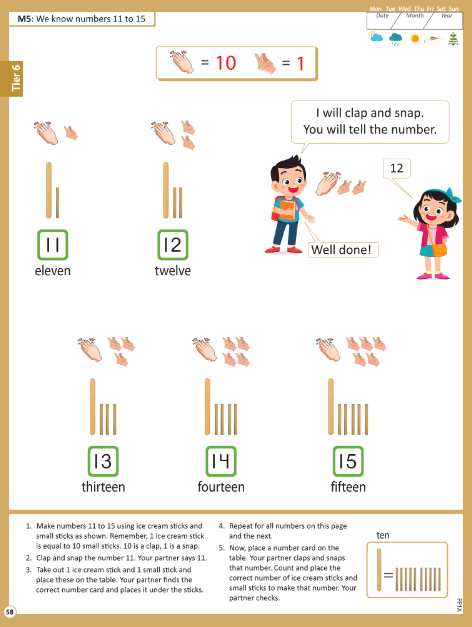 M5: We know numbers 11 to 15
Mon Tue Wed Thu Fri Sat Sun
Date / Month / Year
Tier 6
= 10 = 1
I will clap and snap.
You will tell the number.
12
Well done!
11 12
eleven twelve
13 14 15
thirteen fourteen fifteen
1. Make numbers 11 to 15 using ice cream sticks and
small sticks as shown. Remember, 1 ice cream stick
is equal to 10 small sticks. 10 is a clap, 1 is a snap.
2. Clap and snap the number 11. Your partner says 11.
3. Take out 1 ice cream stick and 1 small stick and
place these on the table. Your partner finds the
correct number card and places it under the sticks.
4. Repeat for all numbers on this page
and the next.
5. Now, place a number card on the
table. Your partner claps and snaps
that number. Count and place the
correct number of ice cream sticks and
small sticks to make that number. Your
partner checks.
ten
=
58